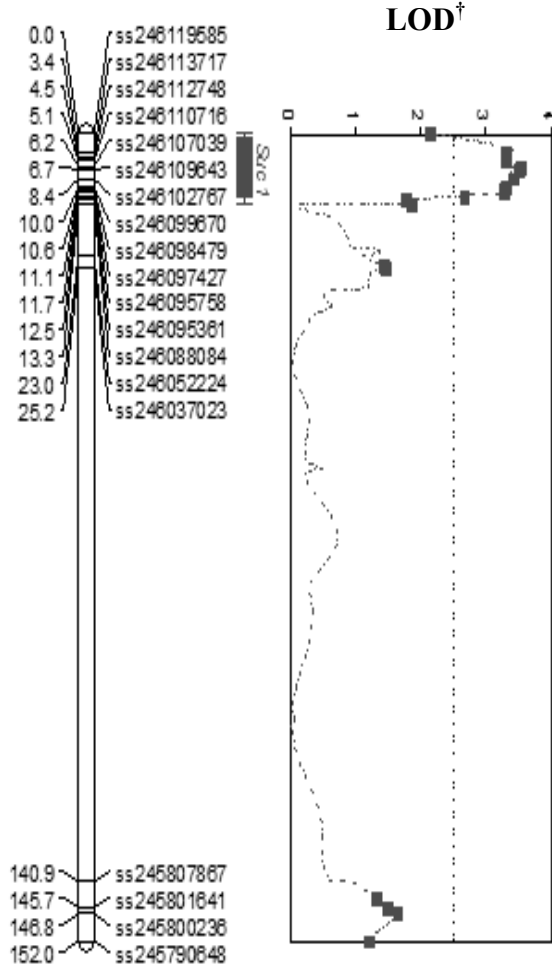 LOD†
0 1 2 3 4
0.0 ss246119585
3.4 ss246113717
4.5 ss246112748
5.1 ss246110716
6.2 ss246107039
6.7 ss246109643
8.4 ss246102767
10.0 ss246099670
10.6 ss246098479
11.1 ss246097427
11.7 ss246095758
12.5 ss246095361
13.3 ss246088084
23.0 ss246052224
25.2 ss246037023
Suc 1
140.9 ss245807867
145.7 ss245801641
146.8 ss245800236
152.0 ss245790648